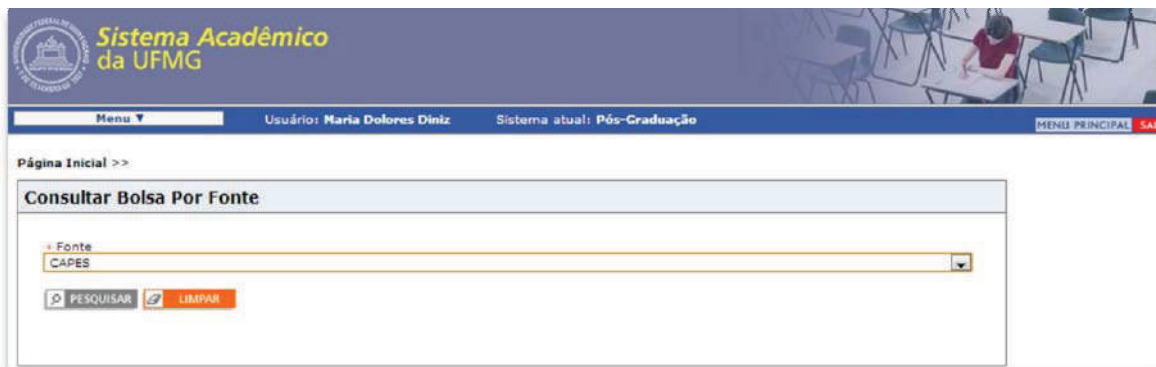 Sistema Acadêmico
da UFMG
Menu ▼ Usuário: Maria Dolores Diniz Sistema atual: Pós-Graduação MENU PRINCIPAL
Página Inicial >>
Consultar Bolsa Por Fonte
+ Fonte
CAPES
PESQUISAR LIMPAR